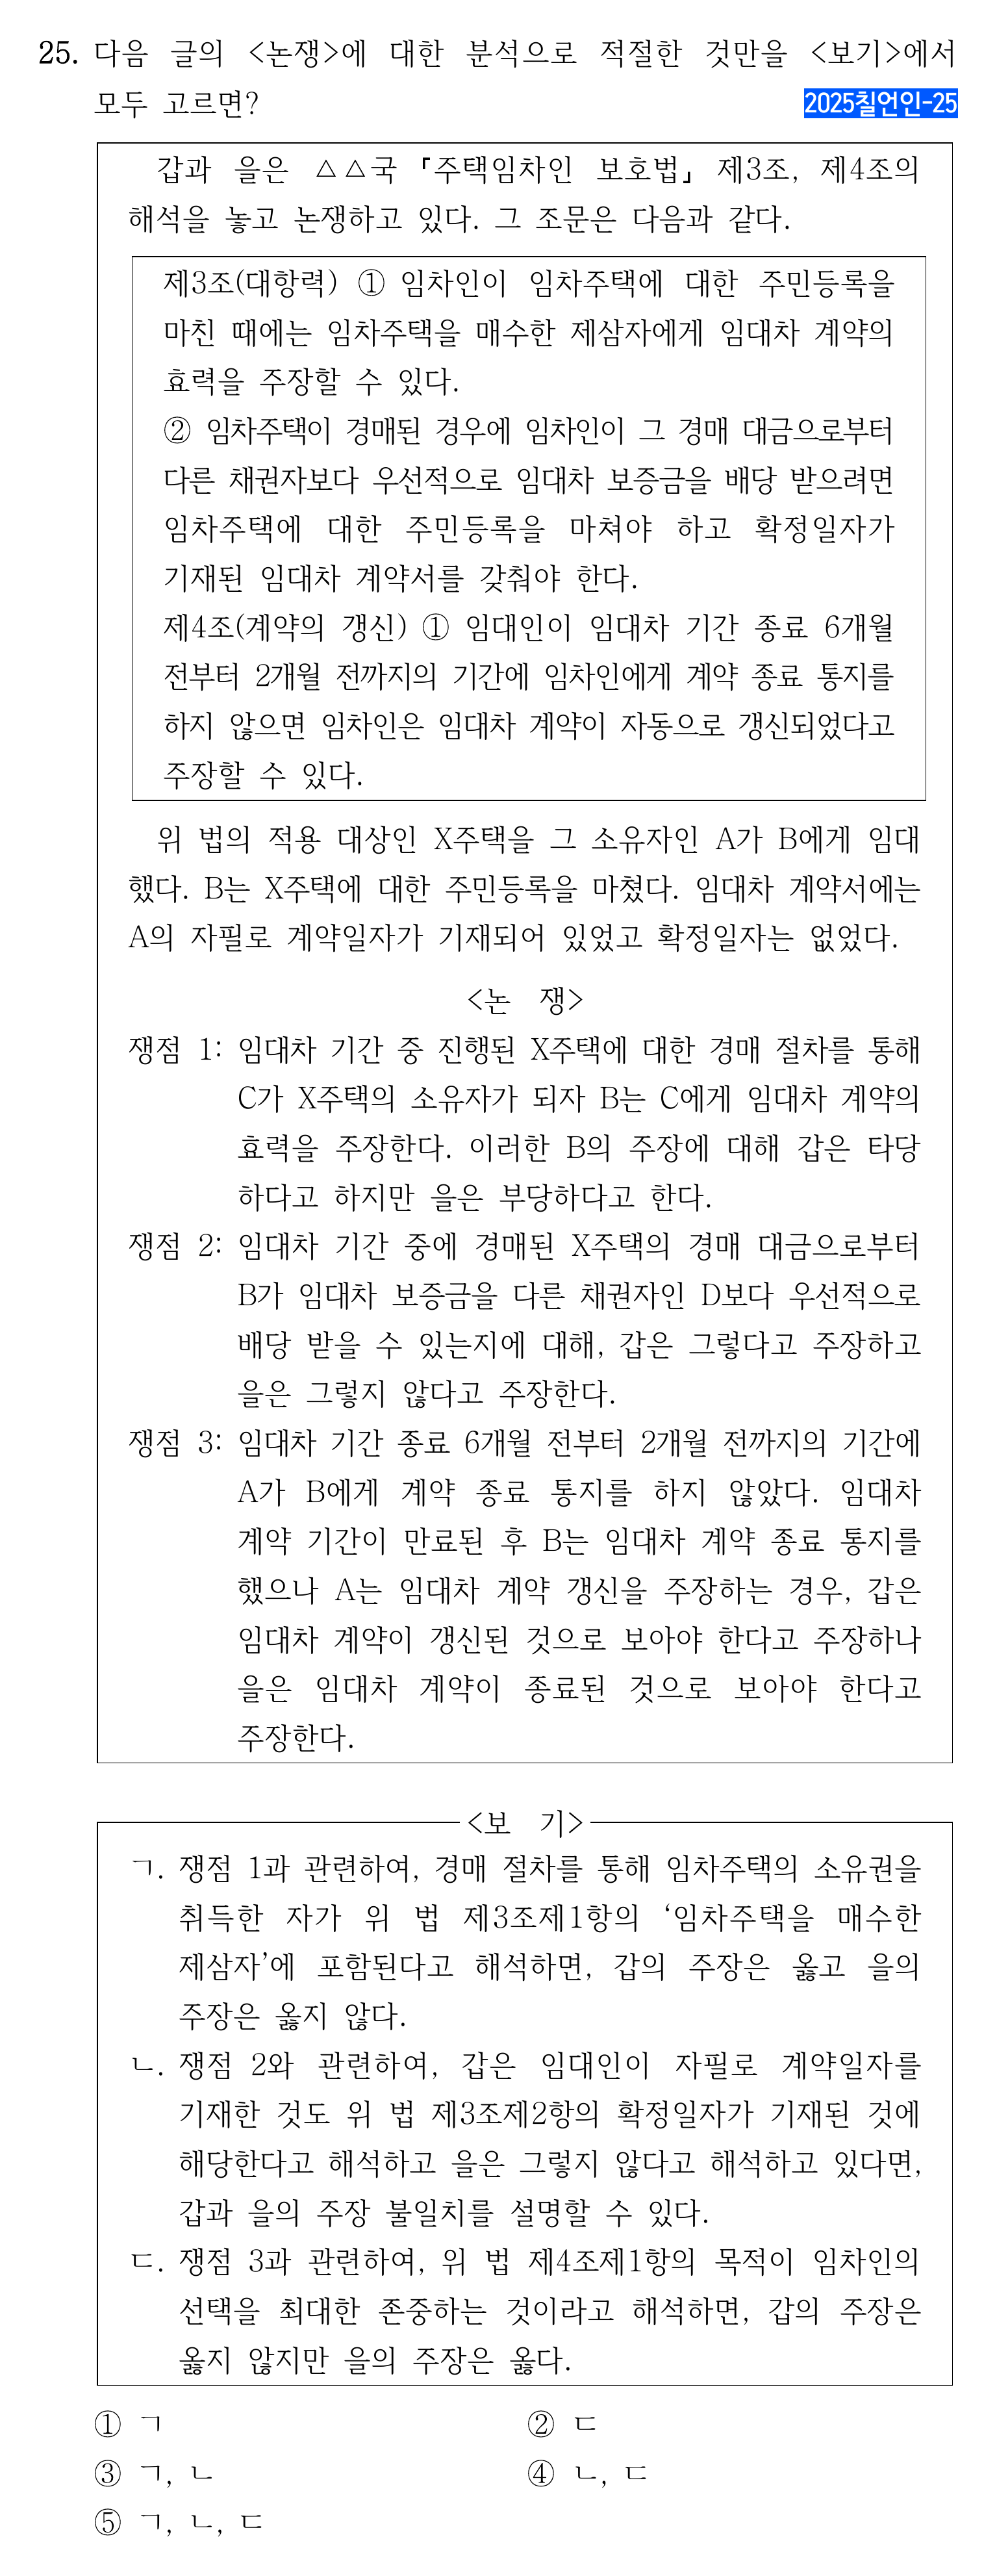 25. 다음 글의 <논쟁>에 대한 분석으로 적절한 것만을 <보기>에서
모두 고르면?
2025칠언인-25
갑과 을은 △△국 「주택임차인 보호법」 제3조, 제4조의
해석을 놓고 논쟁하고 있다. 그 조문은 다음과 같다.
제3조(대항력) ① 임차인이 임차주택에 대한 주민등록을
마친 때에는 임차주택을 매수한 제삼자에게 임대차 계약의
효력을 주장할 수 있다.
② 임차주택이 경매된 경우에 임차인이 그 경매 대금으로부터
다른 채권자보다 우선적으로 임대차 보증금을 배당 받으려면
임차주택에 대한 주민등록을 마쳐야 하고 확정일자가
기재된 임대차 계약서를 갖춰야 한다.
제4조(계약의 갱신) ① 임대인이 임대차 기간 종료 6개월
전부터 2개월 전까지의 기간에 임차인에게 계약 종료 통지를
하지 않으면 임차인은 임대차 계약이 자동으로 갱신되었다고
주장할 수 있다.
위 법의 적용 대상인 X주택을 그 소유자인 A가 B에게 임대
했다. B는 X주택에 대한 주민등록을 마쳤다. 임대차 계약서에는
A의 자필로 계약일자가 기재되어 있었고 확정일자는 없었다.
<논 쟁>
쟁점 1: 임대차 기간 중 진행된 X주택에 대한 경매 절차를 통해
C가 X주택의 소유자가 되자 B는 C에게 임대차 계약의
효력을 주장한다. 이러한 B의 주장에 대해 갑은 타당
하다고 하지만 을은 부당하다고 한다.
쟁점 2: 임대차 기간 중에 경매된 X주택의 경매 대금으로부터
B가 임대차 보증금을 다른 채권자인 D보다 우선적으로
배당 받을 수 있는지에 대해, 갑은 그렇다고 주장하고
을은 그렇지 않다고 주장한다.
쟁점 3: 임대차 기간 종료 6개월 전부터 2개월 전까지의 기간에
A가 B에게 계약 종료 통지를 하지 않았다. 임대차
계약 기간이 만료된 후 B는 임대차 계약 종료 통지를
했으나 A는 임대차 계약 갱신을 주장하는 경우, 갑은
임대차 계약이 갱신된 것으로 보아야 한다고 주장하나
을은 임대차 계약이 종료된 것으로 보아야 한다고
주장한다.
<보 기>
ㄱ. 쟁점 1과 관련하여, 경매 절차를 통해 임차주택의 소유권을
취득한 자가 위 법 제3조제1항의 ‘임차주택을 매수한
제삼자’에 포함된다고 해석하면, 갑의 주장은 옳고 을의
주장은 옳지 않다.
ㄴ. 쟁점 2와 관련하여, 갑은 임대인이 자필로 계약일자를
기재한 것도 위 법 제3조제2항의 확정일자가 기재된 것에
해당한다고 해석하고 을은 그렇지 않다고 해석하고 있다면,
갑과 을의 주장 불일치를 설명할 수 있다.
ㄷ. 쟁점 3과 관련하여, 위 법 제4조제1항의 목적이 임차인의
선택을 최대한 존중하는 것이라고 해석하면, 갑의 주장은
옳지 않지만 을의 주장은 옳다.
① ㄱ ② ㄷ
③ ㄱ, ㄴ ④ ㄴ, ㄷ
⑤ ㄱ, ㄴ, ㄷ